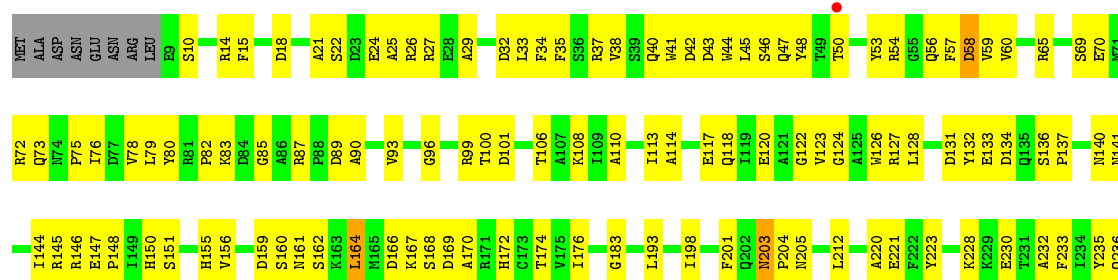 MET ALA ASP ASN GLU ASN ARG LEU E9 S10 R14 F15 D18 A21 S22 D23 E24 A25 R26 R27 E28 A29 D32 L33 F34 F35 S36 R37 V38 S39 Q40 W41 D42 D43 W44 L45 S46 Q47 Y48 T49 T50 Y53 R54 G55 Q56 F57 D58 V59 V60 R65 S69 E70 M71
R72 Q73 N74 P75 I76 D77 V78 L79 Y80 R81 P82 K83 D84 G85 A86 R87 P88 D89 A90 V93 G96 R99 T100 D101 T106 A107 K108 I109 A110 I113 A114 E117 Q118 I119 E120 A121 G122 V123 G124 A125 W126 R127 L128 D131 Y132 E133 D134 Q135 S136 P137 N140 N141
I144 R145 R146 E147 P148 I149 H150 S151 H155 V156 D159 S160 N161 S162 K163 L164 M165 D166 K167 S168 D169 A170 R171 H172 C173 T174 V175 I176 G183 L193 I198 F201 Q202 N203 P204 N205 L212 A220 E221 F222 Y223 K228 K229 E230 T231 A232 F233 I234 Y235 T236